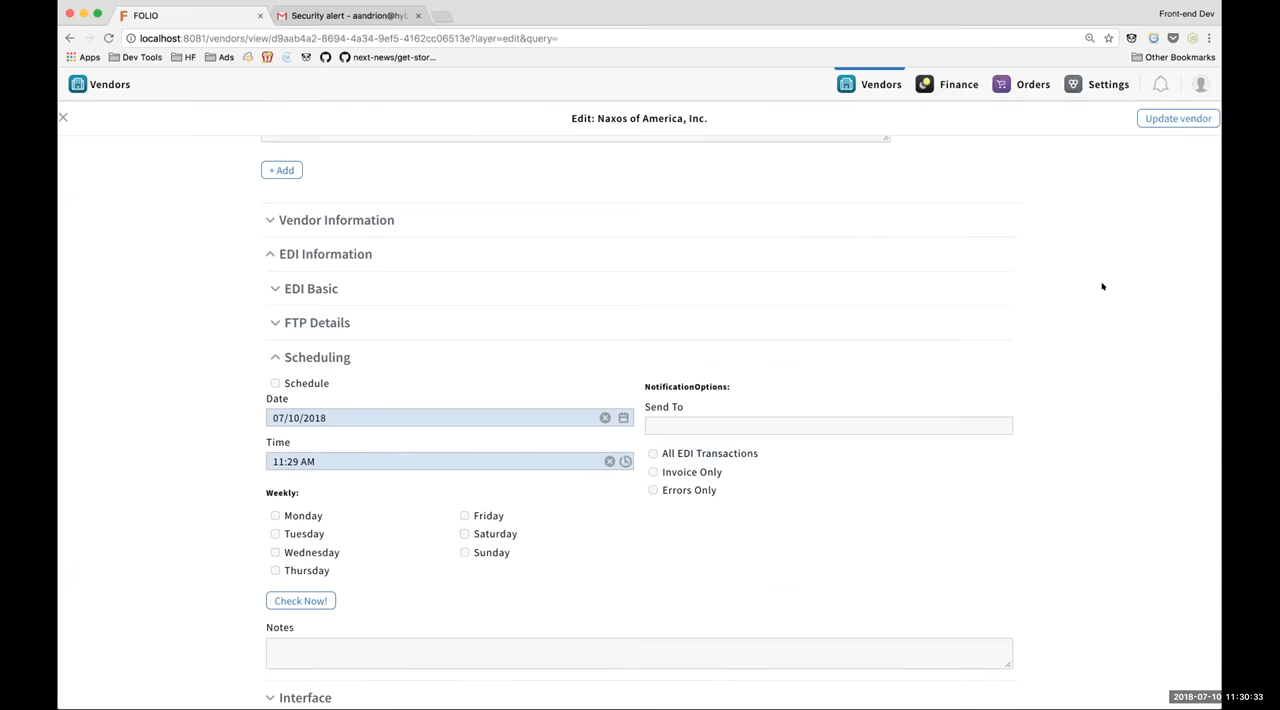 FOLIO
Security alert - aandrion@hyl
Front-end Dev
localhost:8081/vendors/view/d9aab4a2-8694-4a34-9ef5-4162cc06513e?layer=edit&query=
Apps Dev Tools HF Ads next-news/get-stor... Other Bookmarks
Vendors Vendors Finance Orders Settings
Edit: Naxos of America, Inc. Update vendor
+ Add
Vendor Information
EDI Information
EDI Basic
FTP Details
Scheduling
Schedule
Date
07/10/2018
Time
11:29 AM
NotificationOptions:
Send To
All EDI Transactions
Invoice Only
Errors Only
Weekly:
Monday Friday
Tuesday Saturday
Wednesday Sunday
Thursday
Check Now!
Notes
Interface
2018-07-10 11:30:33